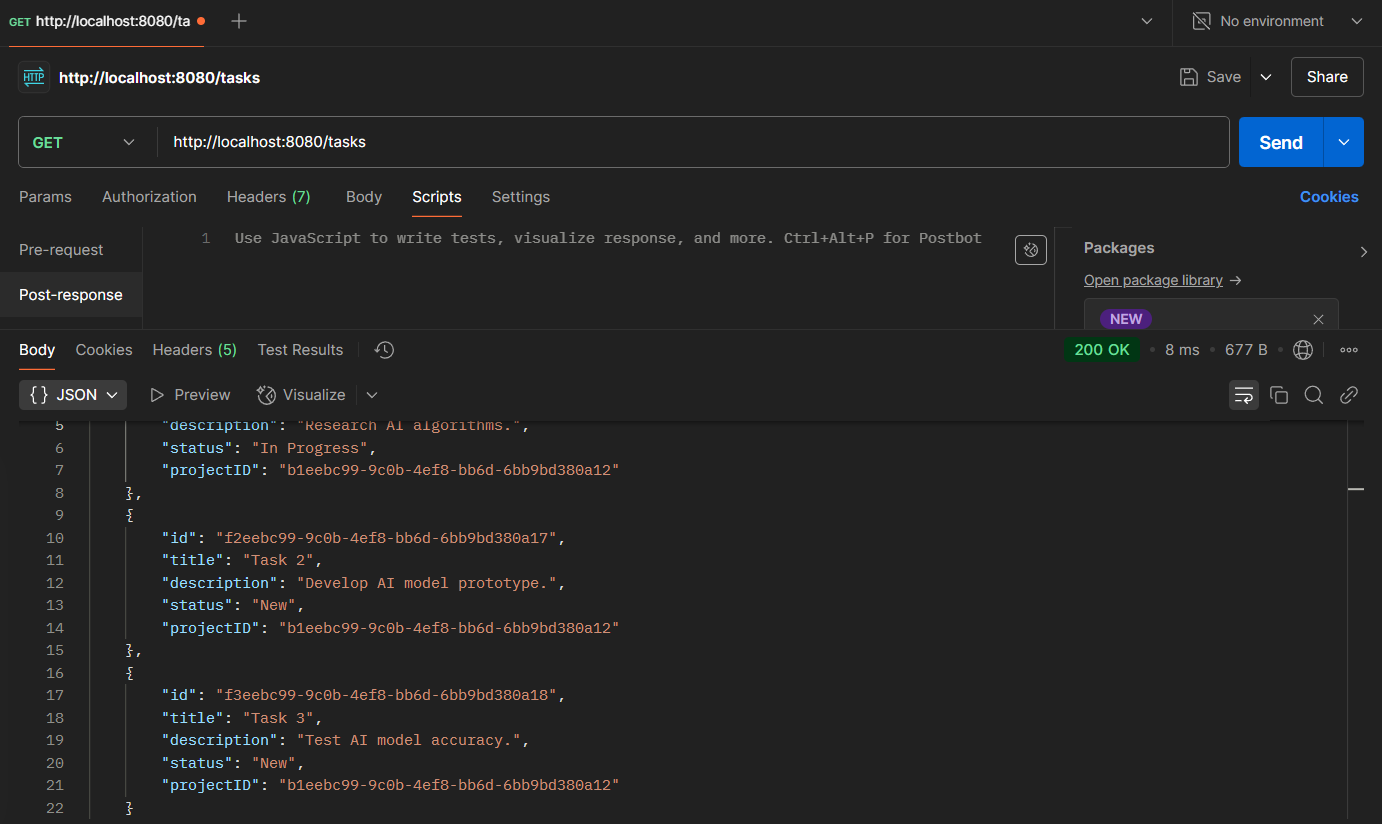 GET http://localhost:8080/ta
No environment
HTTP http://localhost:8080/tasks
Save
Share
GET http://localhost:8080/tasks
Send
Params Authorization Headers (7) Body Scripts Settings
Cookies
Pre-request
Post-response
1 Use JavaScript to write tests, visualize response, and more. Ctrl+Alt+P for Postbot
Packages
Open package library →
NEW
Body Cookies Headers (5) Test Results
200 OK • 8 ms • 677 B •
{} JSON Preview Visualize
5 "description": "Research AI algorithms.",
6 "status": "In Progress",
7 "projectID": "b1eebc99-9c0b-4ef8-bb6d-6bb9bd380a12"
8 },
9 {
10 "id": "f2eebc99-9c0b-4ef8-bb6d-6bb9bd380a17",
11 "title": "Task 2",
12 "description": "Develop AI model prototype.",
13 "status": "New",
14 "projectID": "b1eebc99-9c0b-4ef8-bb6d-6bb9bd380a12"
15 },
16 {
17 "id": "f3eebc99-9c0b-4ef8-bb6d-6bb9bd380a18",
18 "title": "Task 3",
19 "description": "Test AI model accuracy.",
20 "status": "New",
21 "projectID": "b1eebc99-9c0b-4ef8-bb6d-6bb9bd380a12"
22 }